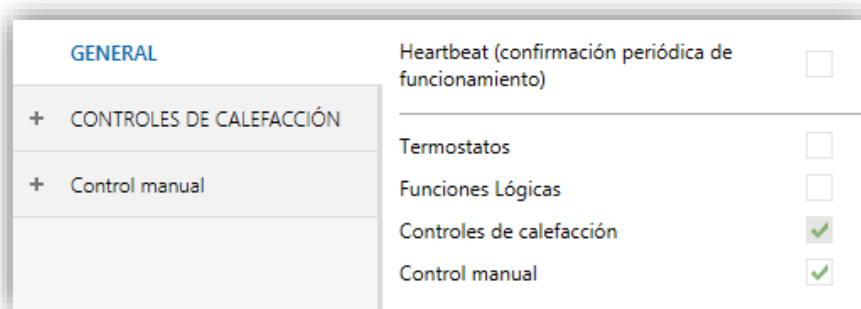 GENERAL
+ CONTROLES DE CALEFACCIÓN
+ Control manual
Heartbeat (confirmación periódica de
funcionamiento)
Termostatos
Funciones Lógicas
Controles de calefacción
Control manual